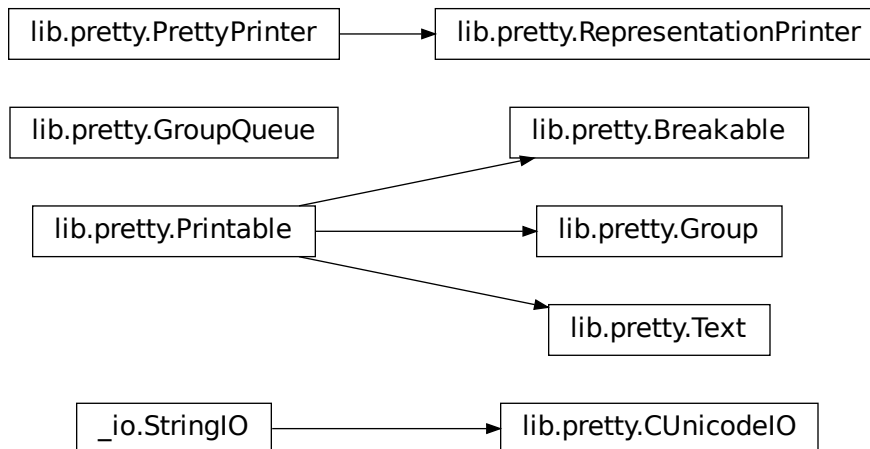 lib.pretty.PrettyPrinter
lib.pretty.RepresentationPrinter
lib.pretty.GroupQueue
lib.pretty.Breakable
lib.pretty.Printable
lib.pretty.Group
lib.pretty.Text
_io.StringIO
lib.pretty.CUnicodeIO